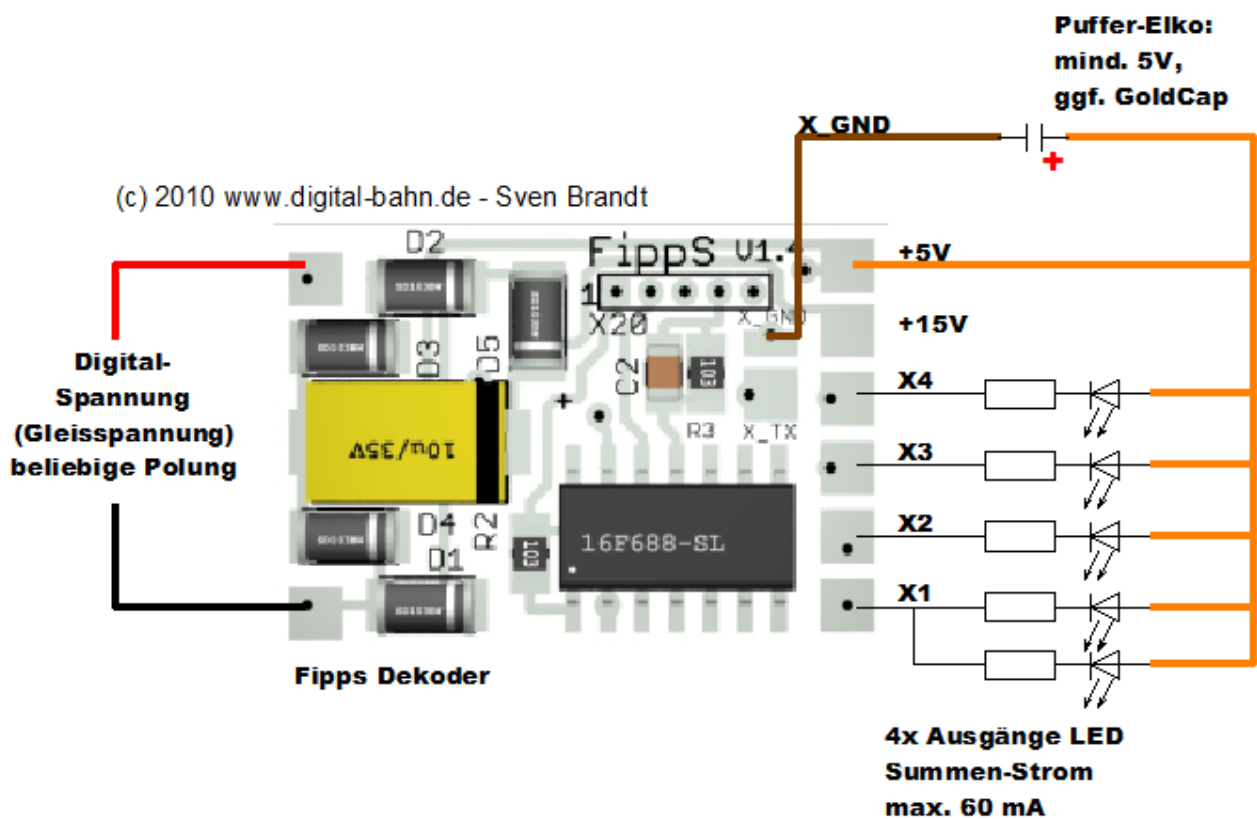 Puffer-Elko:
mind. 5V,
ggf. GoldCap
X_GND
+
(c) 2010 www.digital-bahn.de - Sven Brandt
D2
FippS V1.4
+5V
1
X20
X_GND
+15V
D3
D5
Digital-
Spannung
(Gleisspannung)
beliebige Polung
C2
103
X4
+
R3
X_TX
10u/35V
X3
D4
R2
X2
103
16F688-SL
D1
X1
Fipps Dekoder
4x Ausgänge LED
Summen-Strom
max. 60 mA